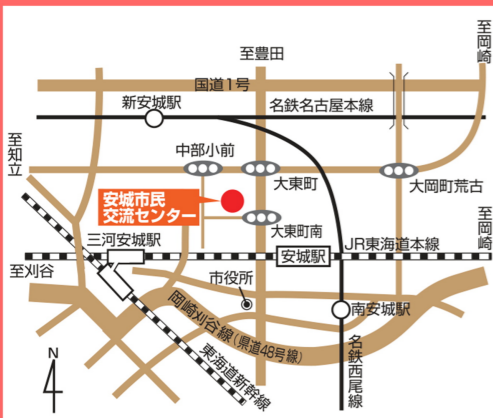 至豊田
至岡崎
国道1号
新安城駅
名鉄名古屋本線
至知立
中部小前
大東町
大岡町荒古
安城市民
交流センター
大東町南
三河安城駅
安城駅
JR東海道本線
至岡崎
至刈谷
市役所
岡崎刈谷線(県道48号線)
南安城駅
東海道新幹線
名鉄西尾線
N
4